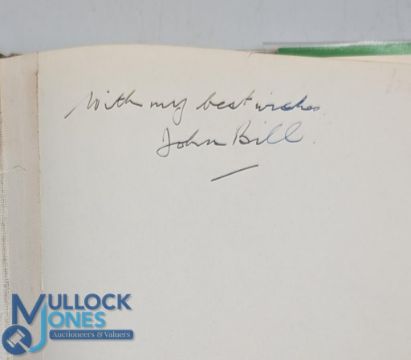 With my best wishes
John Bill.
MULLOCK
JONES
Auctioneers & Valuers